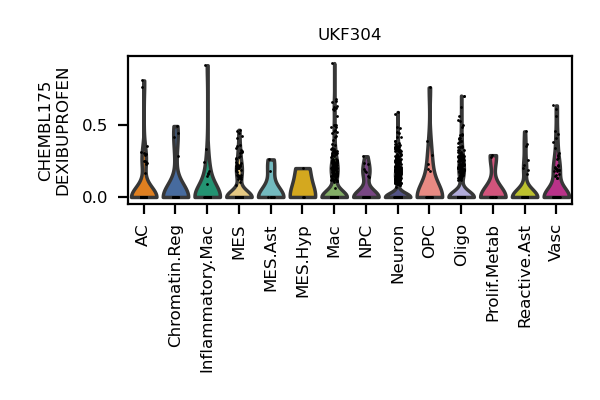 UKF304
CHEMBL175
DEXIBUPROFEN
0.5
0.0
AC
Chromatin.Reg
Inflammatory.Mac
MES
MES.Ast
MES.Hyp
Mac
NPC
Neuron
OPC
Oligo
Prolif.Metab
Reactive.Ast
Vasc